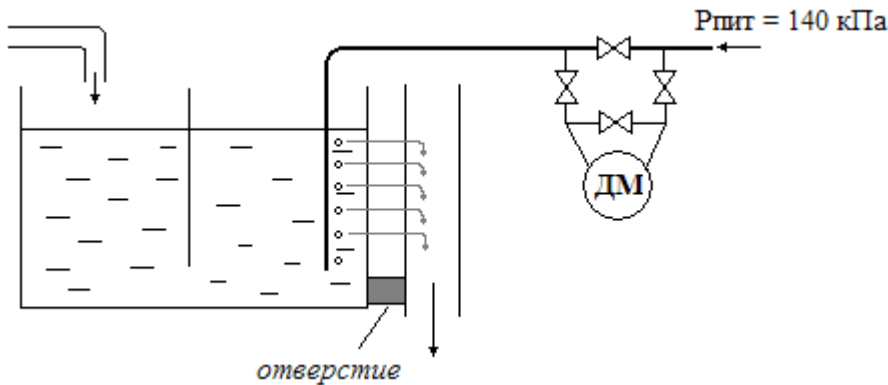 Рпит = 140 кПа
ДМ
отверстие